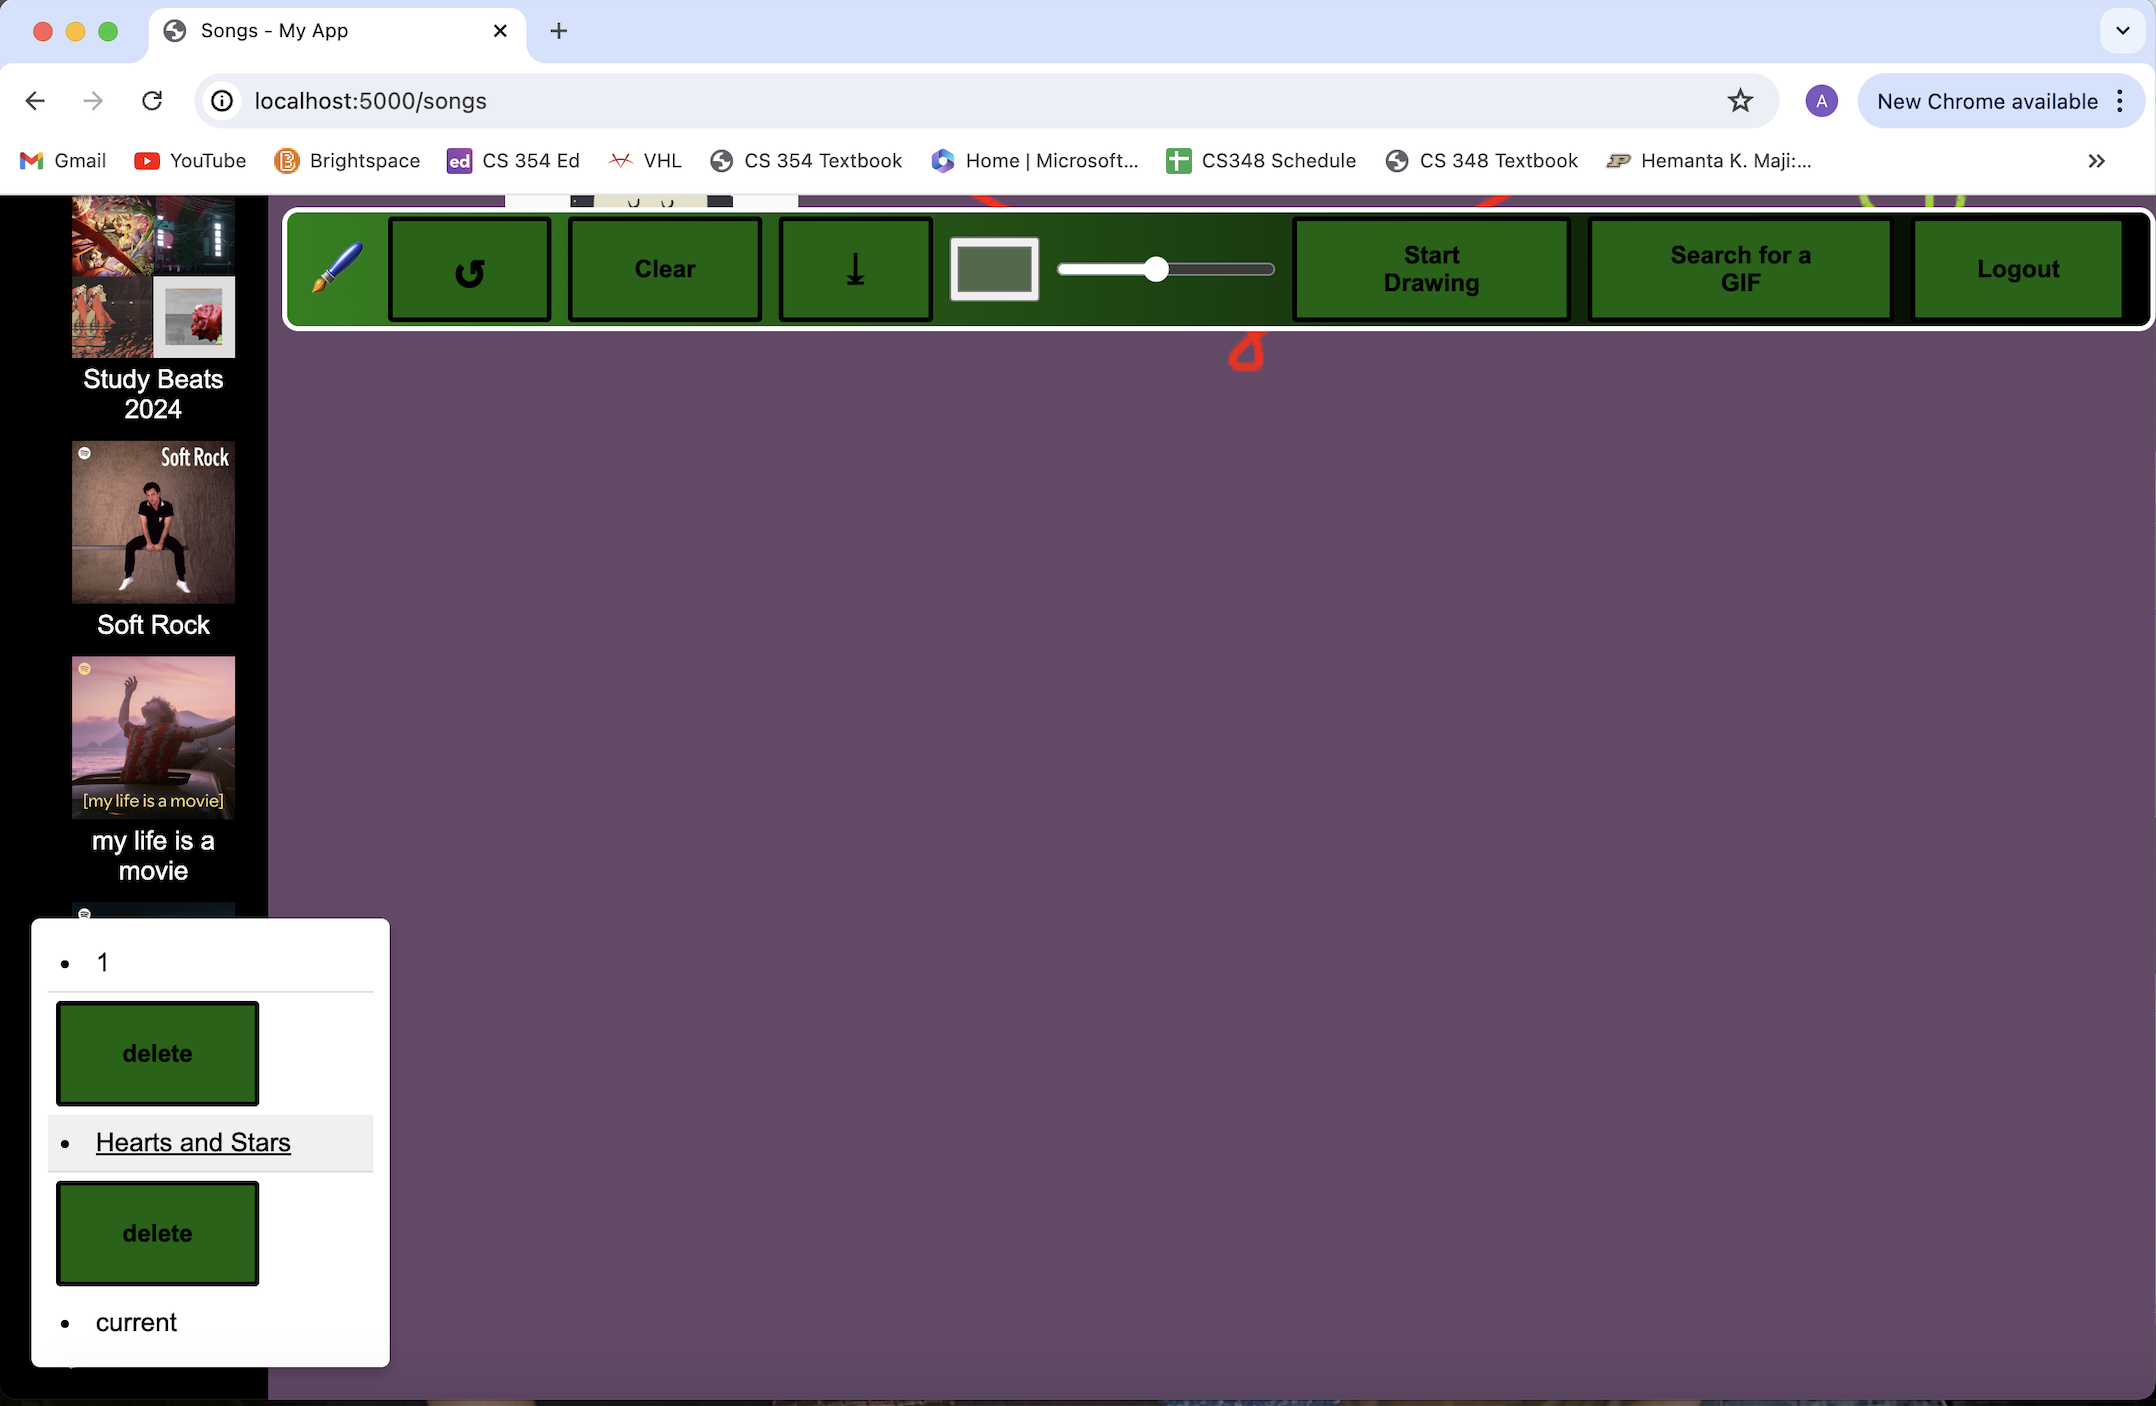 Songs - My App
localhost:5000/songs
A
New Chrome available
Gmail
YouTube
Brightspace
ed
CS 354 Ed
VHL
CS 354 Textbook
Home | Microsoft...
CS348 Schedule
CS 348 Textbook
Hemanta K. Maji:...
Clear
Start
Drawing
Search for a
GIF
Logout
Study Beats
2024
Soft Rock
Soft Rock
[my life is a movie]
my life is a
movie
1
delete
Hearts and Stars
delete
current